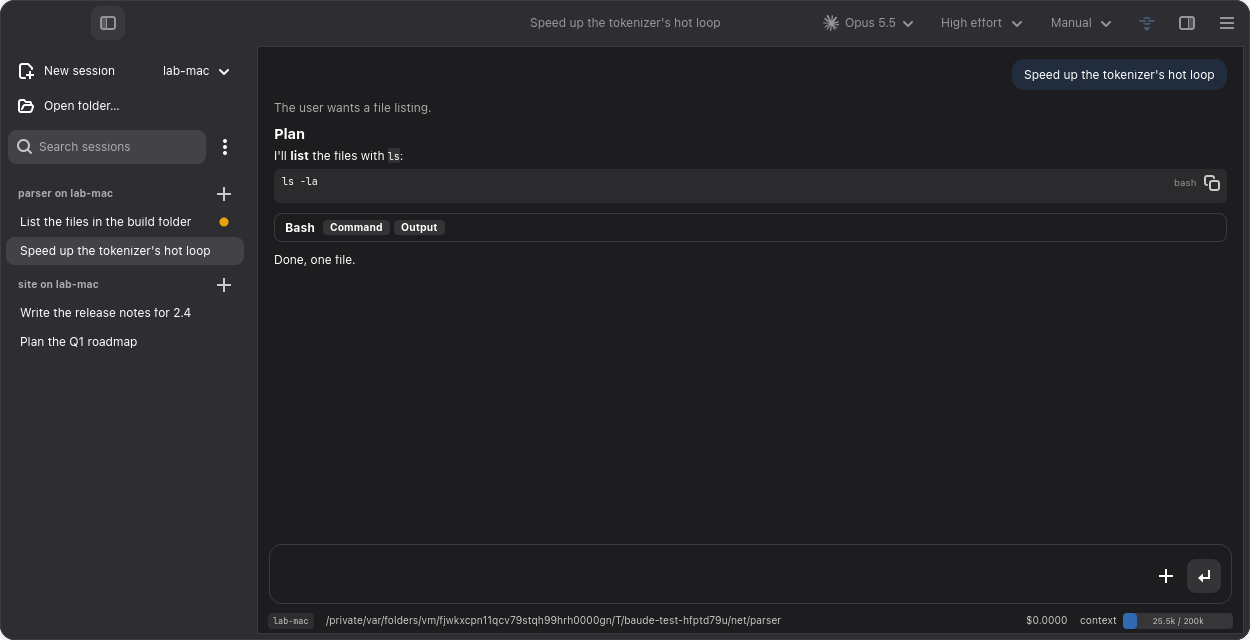 Speed up the tokenizer's hot loop
Opus 5.5
High effort
Manual
New session
lab-mac
Open folder...
Search sessions
parser on lab-mac
List the files in the build folder
Speed up the tokenizer's hot loop
site on lab-mac
Write the release notes for 2.4
Plan the Q1 roadmap
Speed up the tokenizer's hot loop
The user wants a file listing.
Plan
I'll list the files with ls:
ls -la
bash
Bash Command Output
Done, one file.
lab-mac
/private/var/folders/vm/fjwkxcpn11qcv79stqh99hrh0000gn/T/baude-test-hfptd79u/net/parser
$0.0000
context
25.5k / 200k